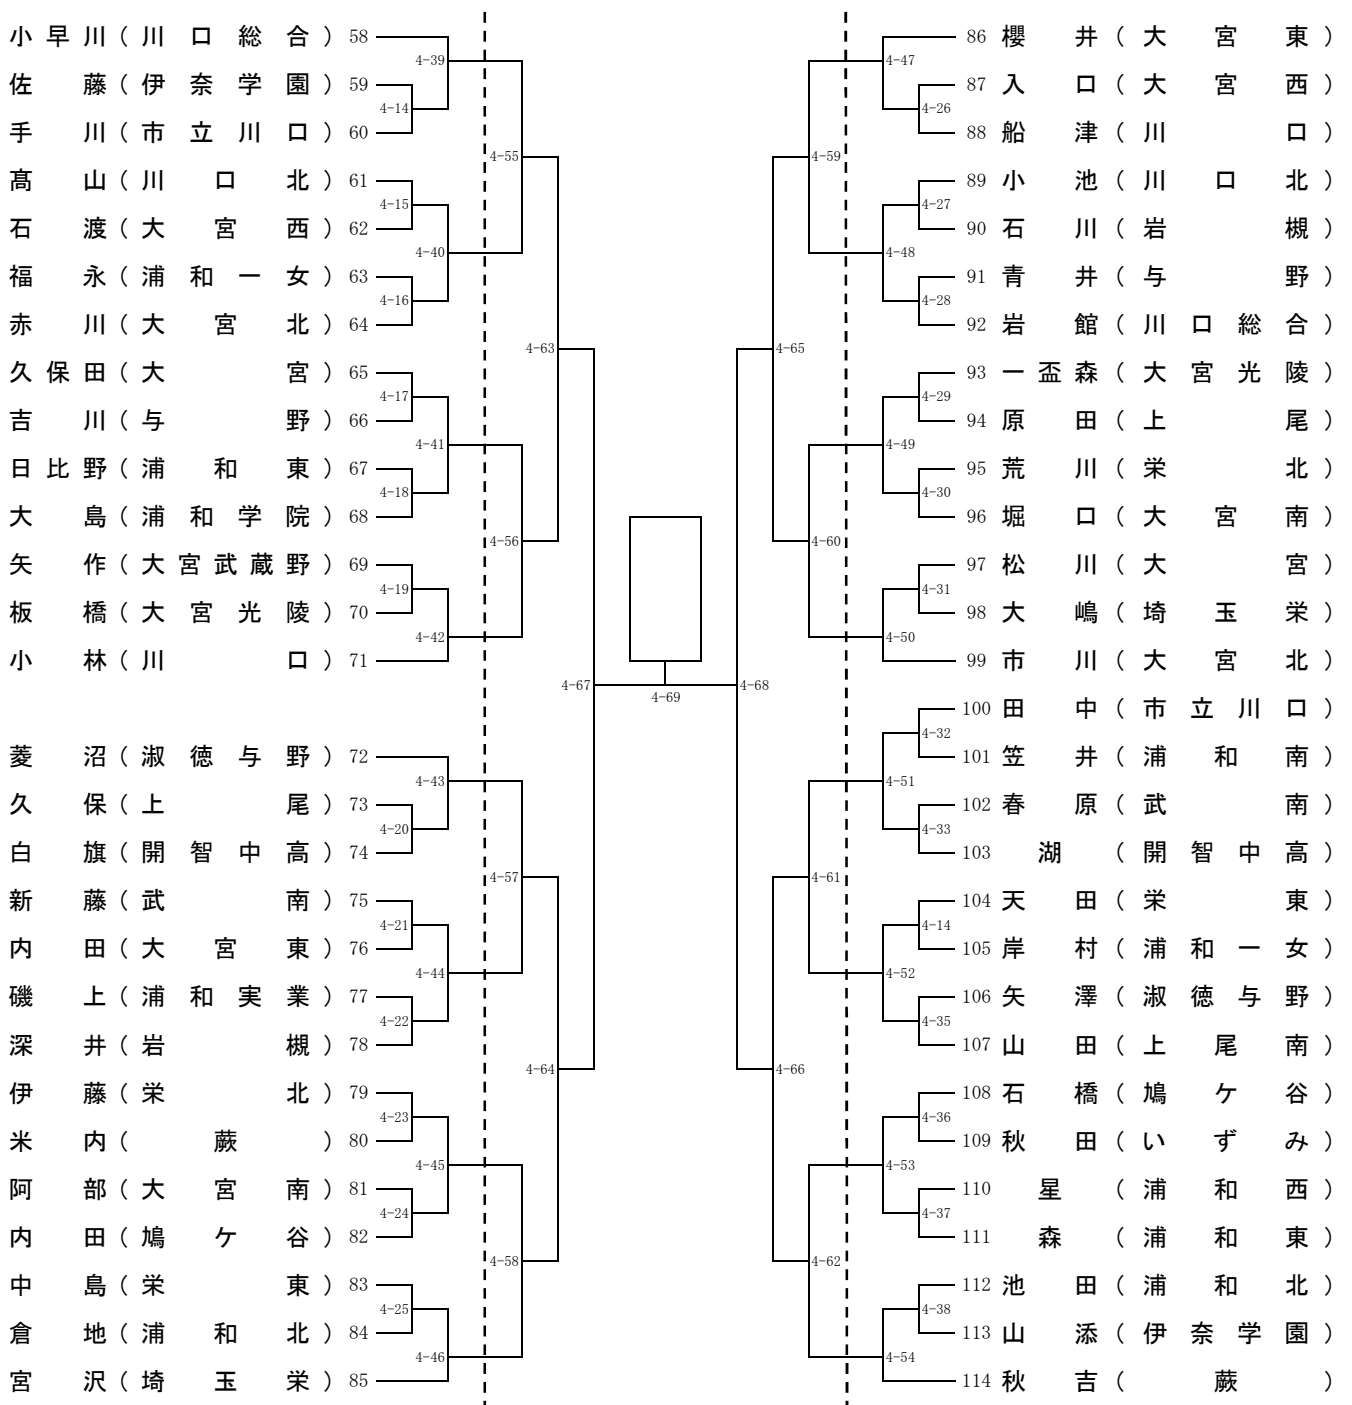 小早川（川口総合）58
4-39
佐藤（伊奈学園）59
4-14
手川（市立川口）60
4-55
髙山（川口北）61
4-15
石渡（大宮西）62
4-40
福永（浦和一女）63
4-16
赤川（大宮北）64
4-63
久保田（大宮）65
4-17
吉川（与野）66
4-41
日比野（浦和東）67
4-18
大島（浦和学院）68
4-56
矢作（大宮武蔵野）69
4-19
板橋（大宮光陵）70
4-42
小林（川口）71
4-67
菱沼（淑徳与野）72
4-43
久保（上尾）73
4-20
白旗（開智中高）74
4-57
新藤（武南）75
4-21
内田（大宮東）76
4-44
磯上（浦和実業）77
4-22
深井（岩槻）78
4-64
伊藤（栄北）79
4-23
米内（蕨）80
4-45
阿部（大宮南）81
4-24
内田（鳩ケ谷）82
4-58
中島（栄東）83
4-25
倉地（浦和北）84
4-46
宮沢（埼玉栄）85
4-69
86 櫻井（大宮東）
4-47
87 入口（大宮西）
4-26
88 船津（川口）
4-59
89 小池（川口北）
4-27
90 石川（岩槻）
4-48
91 青井（与野）
4-28
92 岩館（川口総合）
4-65
93 一盃森（大宮光陵）
4-29
94 原田（上尾）
4-49
95 荒川（栄北）
4-30
96 堀口（大宮南）
4-60
97 松川（大宮）
4-31
98 大嶋（埼玉栄）
4-50
99 市川（大宮北）
4-68
100 田中（市立川口）
4-32
101 笠井（浦和南）
4-51
102 春原（武南）
4-33
103 湖（開智中高）
4-61
104 天田（栄東）
4-14
105 岸村（浦和一女）
4-52
106 矢澤（淑徳与野）
4-35
107 山田（上尾南）
4-66
108 石橋（鳩ケ谷）
4-36
109 秋田（いずみ）
4-53
110 星（浦和西）
4-37
111 森（浦和東）
4-62
112 池田（浦和北）
4-38
113 山添（伊奈学園）
4-54
114 秋吉（蕨）